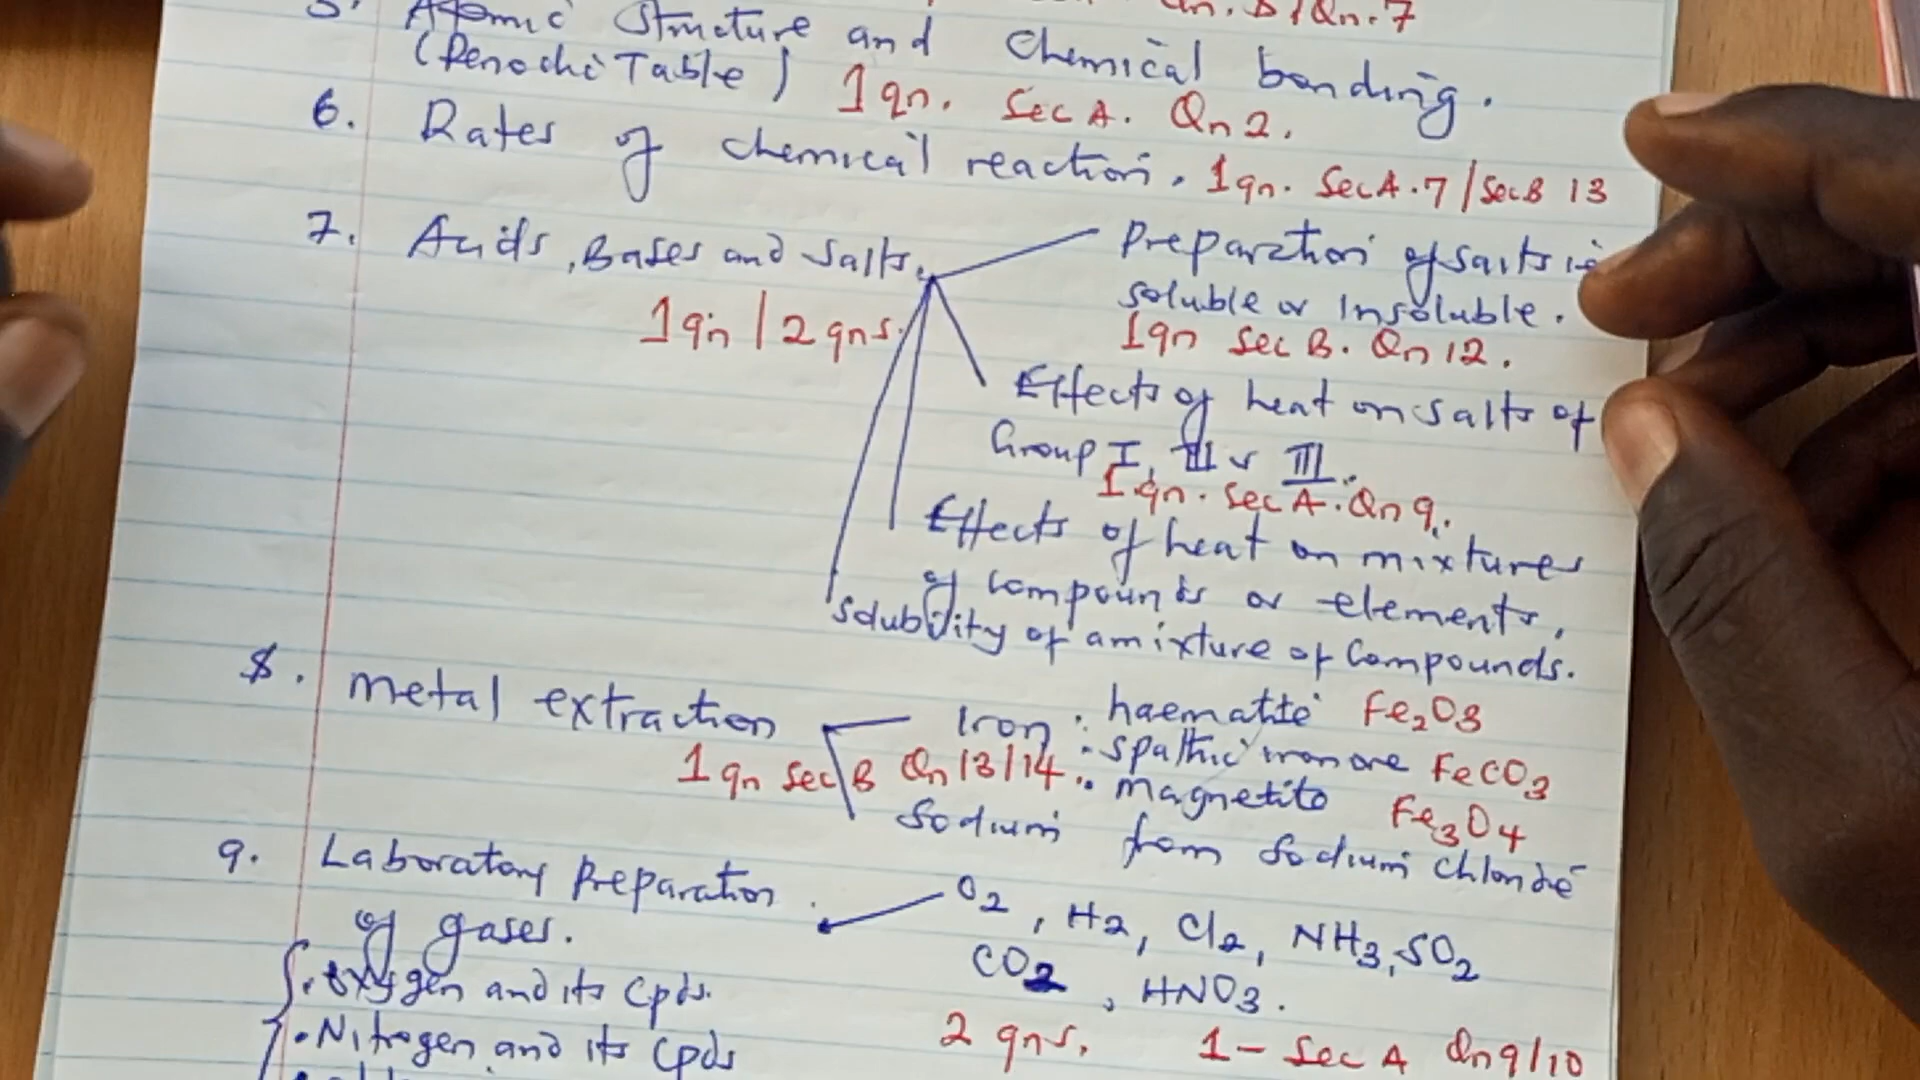 Qn. 7
5. Atomic Structure and Chemical bonding.
(Periodic Table) 1 qn. Sec A. Qn 2.
6. Rates of chemical reaction. 1 qn. Sec A. 7 / Sec B 13
7. Acids, Bases and Salts.
1 qn / 2 qns.
Preparation of salts ie
soluble or Insoluble.
1 qn Sec B. Qn 12.
Effects of heat on salts of
Group I, II & III.
1 qn. Sec A. Qn 9.
Effects of heat on mixtures
of compounds or elements.
Solubility of a mixture of Compounds.
8. Metal extraction
1 qn Sec B Qn 13/14
Iron : haematite Fe2O3
: spathic iron ore FeCO3
: magnetite Fe3O4
Sodium from Sodium chloride
9. Laboratory Preparation
of gases.
O2, H2, Cl2, NH3, SO2
CO2, HNO3.
• Oxygen and its cpds.
• Nitrogen and its cpds
2 qns. 1 - Sec A Qn 9/10